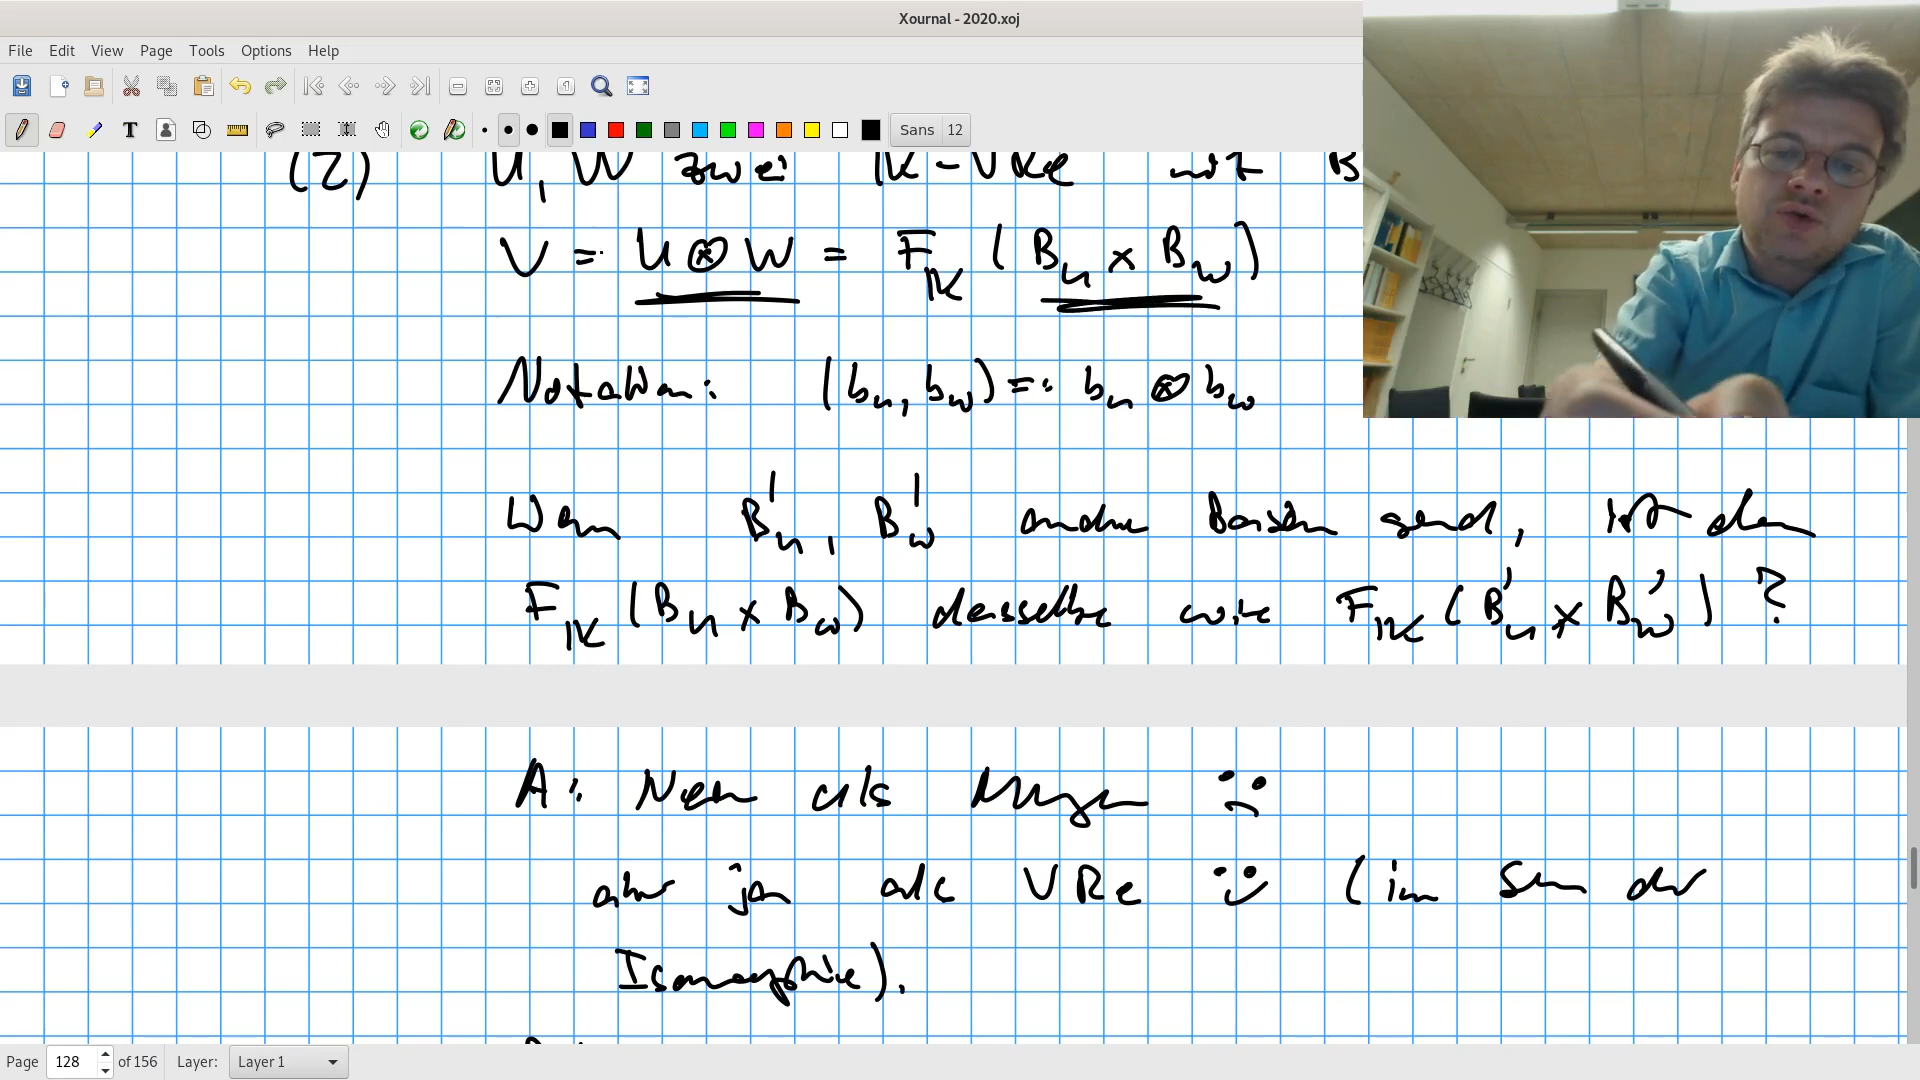 Xournal - 2020.xoj
File Edit View Page Tools Options Help
Sans 12
(2) U, W zwei K-VRe mit B
V =: U ⊗ W = F_K (B_U × B_W)
Notation: (b_U, b_W) =: b_U ⊗ b_W
Wenn B'_U, B'_W andere Basen sind, ist dann
F_K (B_U × B_W) dasselbe wie F_K (B'_U × B'_W) ?
A: Nein als Mengen :(
aber ja als VRe :) (im Sinn der
Isomorphie).
Page 128 of 156 Layer: Layer 1